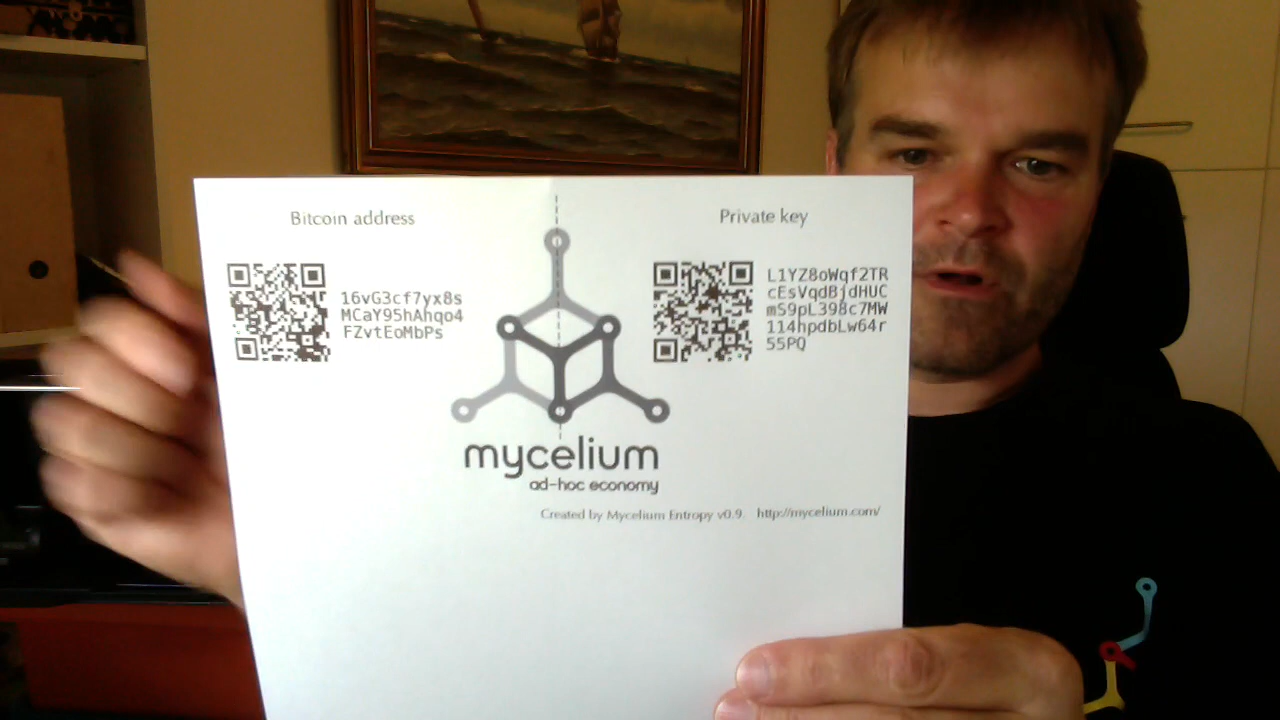 Bitcoin address
Private key
16vG3cf7yx8s
MCaY95hAhqo4
FZvtEoMbPs
L1YZ8oWqf2TR
cEsVqdBjdHUC
mS9pL398c7MW
114hpdbLw64r
55PQ
mycelium
ad-hoc economy
Created by Mycelium Entropy v0.9. http://mycelium.com/